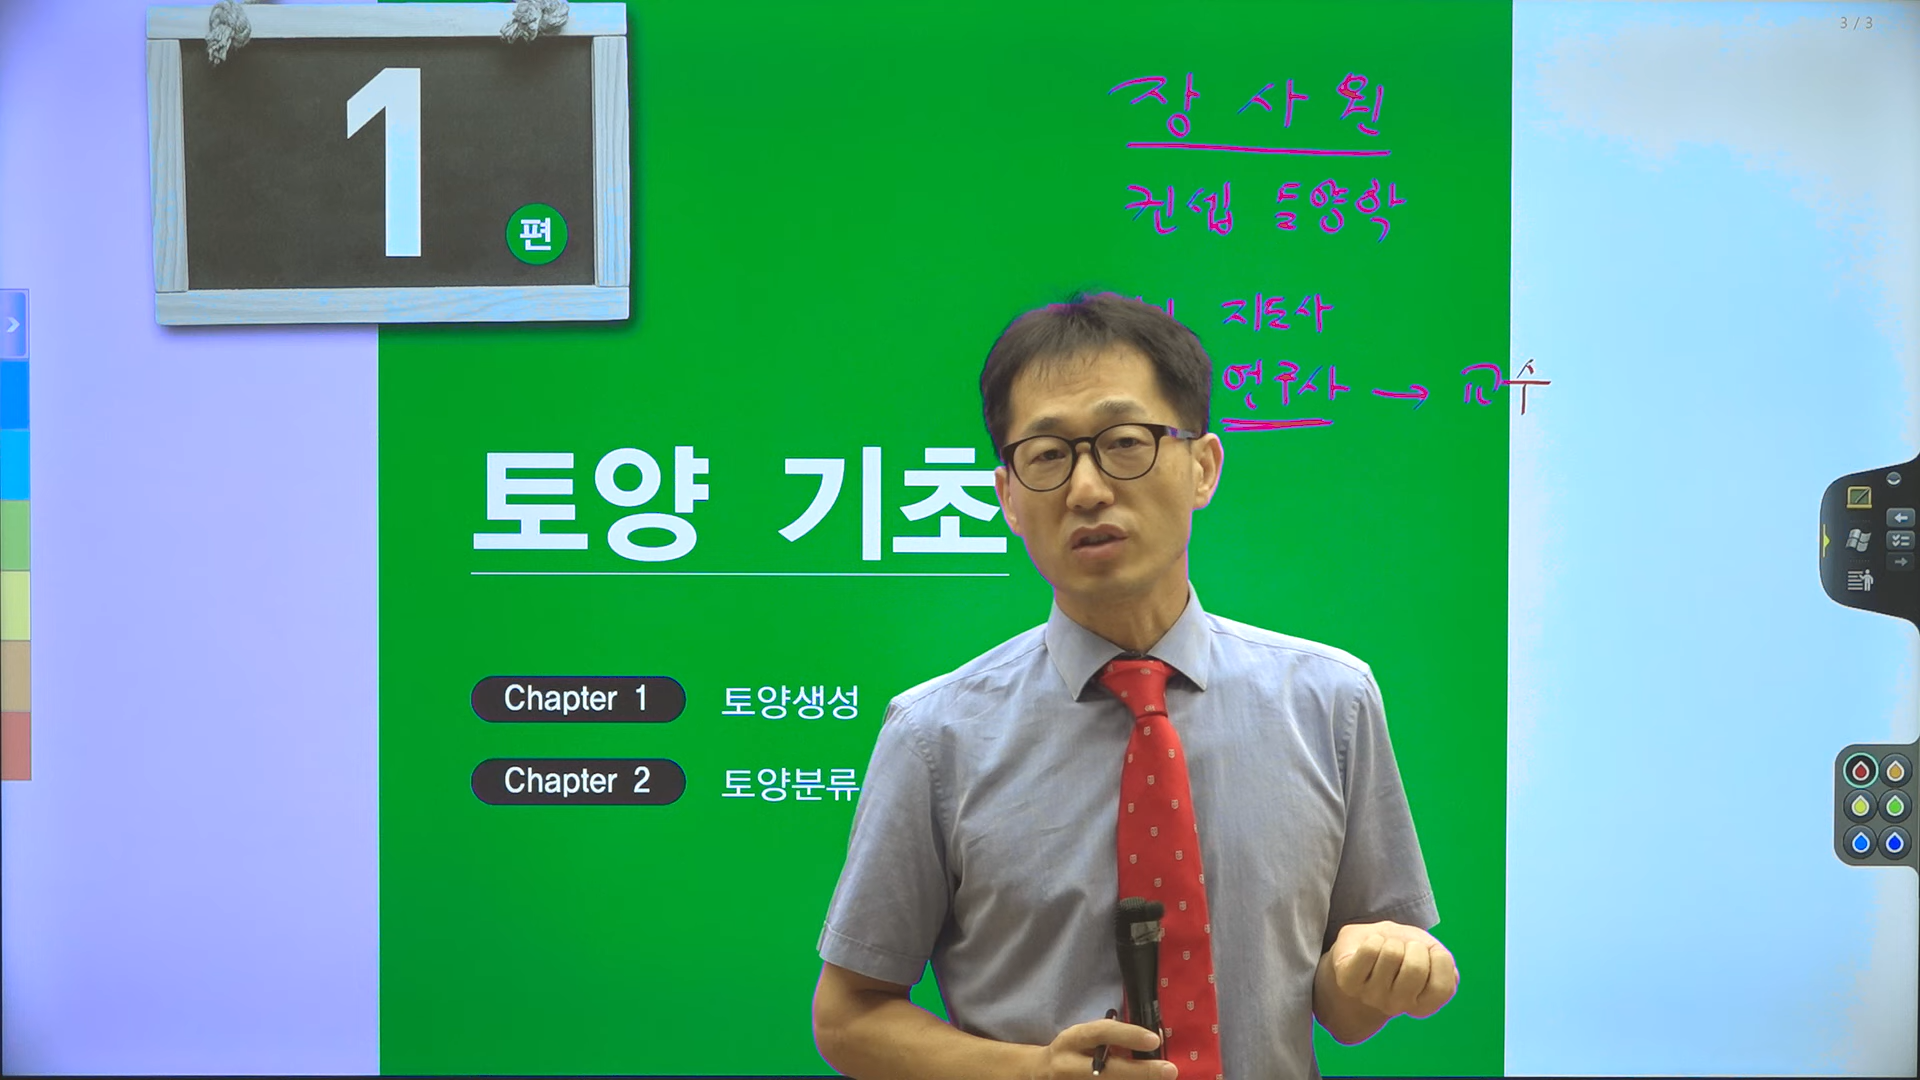 3 / 3
1
편
장 사 원
컨셉 토양학
지도사
연구사 → 교수
토양 기초
Chapter 1 토양생성
Chapter 2 토양분류